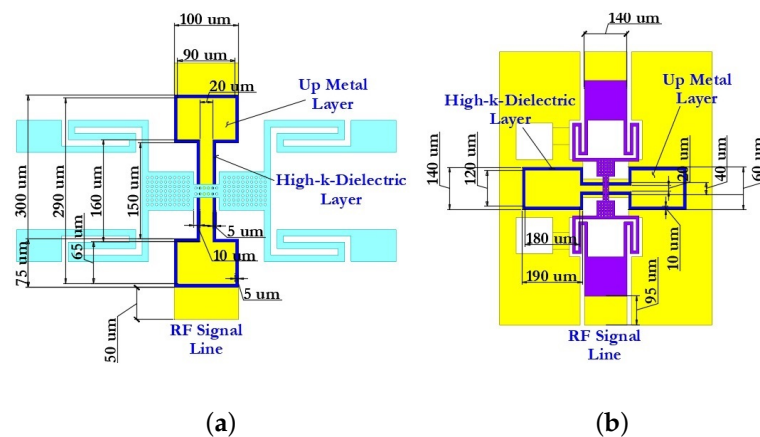 100 um
90 um
20 um
Up Metal
Layer
High-k-Dielectric
Layer
300 um
290 um
160 um
150 um
65 um
75 um
5 um
10 um
5 um
50 um
RF Signal
Line
(a)
140 um
High-k-Dielectric
Layer
Up Metal
Layer
140 um
120 um
20 um
40 um
60 um
180 um
190 um
10 um
95 um
RF Signal
Line
(b)